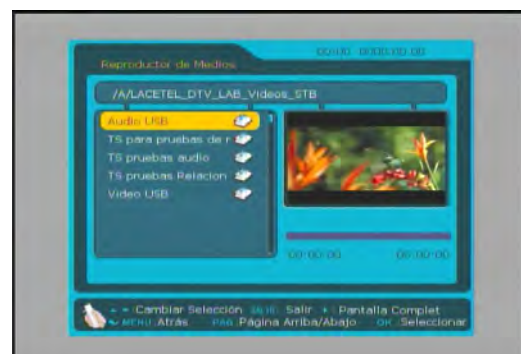 00:00 0000/00/00
Reproductor de Medios
/A/LACETEL_DTV_LAB_Videos_STB
Audio USB
TS para pruebas de r
TS pruebas audio
TS pruebas Relacion
Video USB
00:00:00 00:00:00
Cambiar Selección SALIR Salir Pantalla Complet
MENU Atrás PAG Página Arriba/Abajo OK Seleccionar